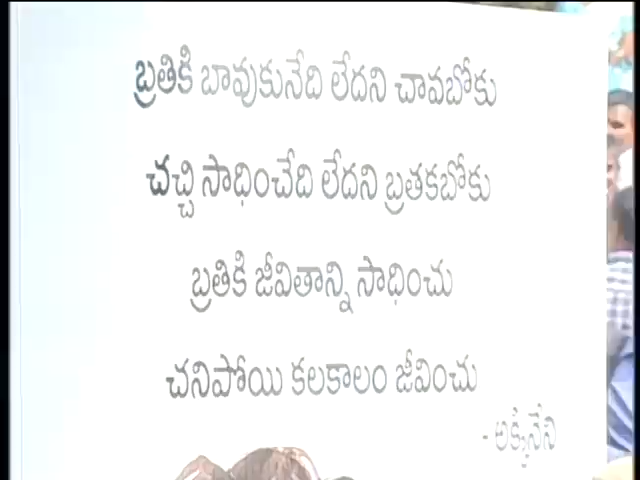 బ్రతికి బావుకునేది లేదని చావబోకు
చచ్చి సాధించేది లేదని బ్రతకబోకు
బ్రతికి జీవితాన్ని సాధించు
చనిపోయి కలకాలం జీవించు
- అక్కినేని